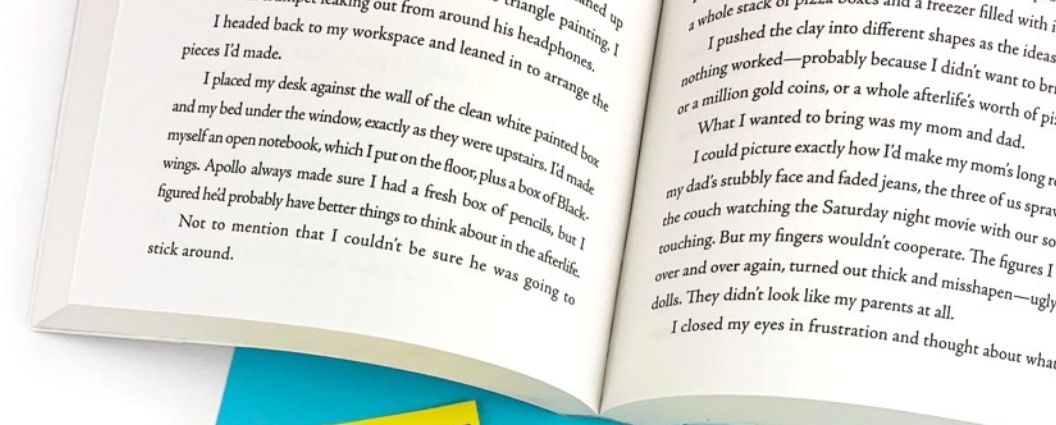 up
triangle painting. I
leaking out from around his headphones.
I headed back to my workspace and leaned in to arrange the
pieces I'd made.
I placed my desk against the wall of the clean white painted box
and my bed under the window, exactly as they were upstairs. I'd made
myself an open notebook, which I put on the floor, plus a box of Black-
wings. Apollo always made sure I had a fresh box of pencils, but I
figured he'd probably have better things to think about in the afterlife.
Not to mention that I couldn't be sure he was going to
stick around.
a whole stack of pizza boxes and a freezer filled with i
I pushed the clay into different shapes as the ideas
nothing worked—probably because I didn't want to bri
or a million gold coins, or a whole afterlife's worth of pi
What I wanted to bring was my mom and dad.
I could picture exactly how I'd make my mom's long
my dad's stubbly face and faded jeans, the three of us
the couch watching the Saturday night movie with our so
touching. But my fingers wouldn't cooperate. The figures I
over and over again, turned out thick and misshapen—ugly
dolls. They didn't look like my parents at all.
I closed my eyes in frustration and thought about what